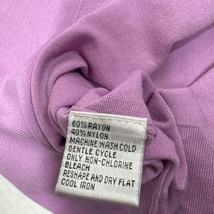 60% RAYON
40% NYLON
MACHINE WASH COLD
GENTLE CYCLE
ONLY NON-CHLORINE
BLEACH
RESHAPE AND DRY FLAT
COOL IRON